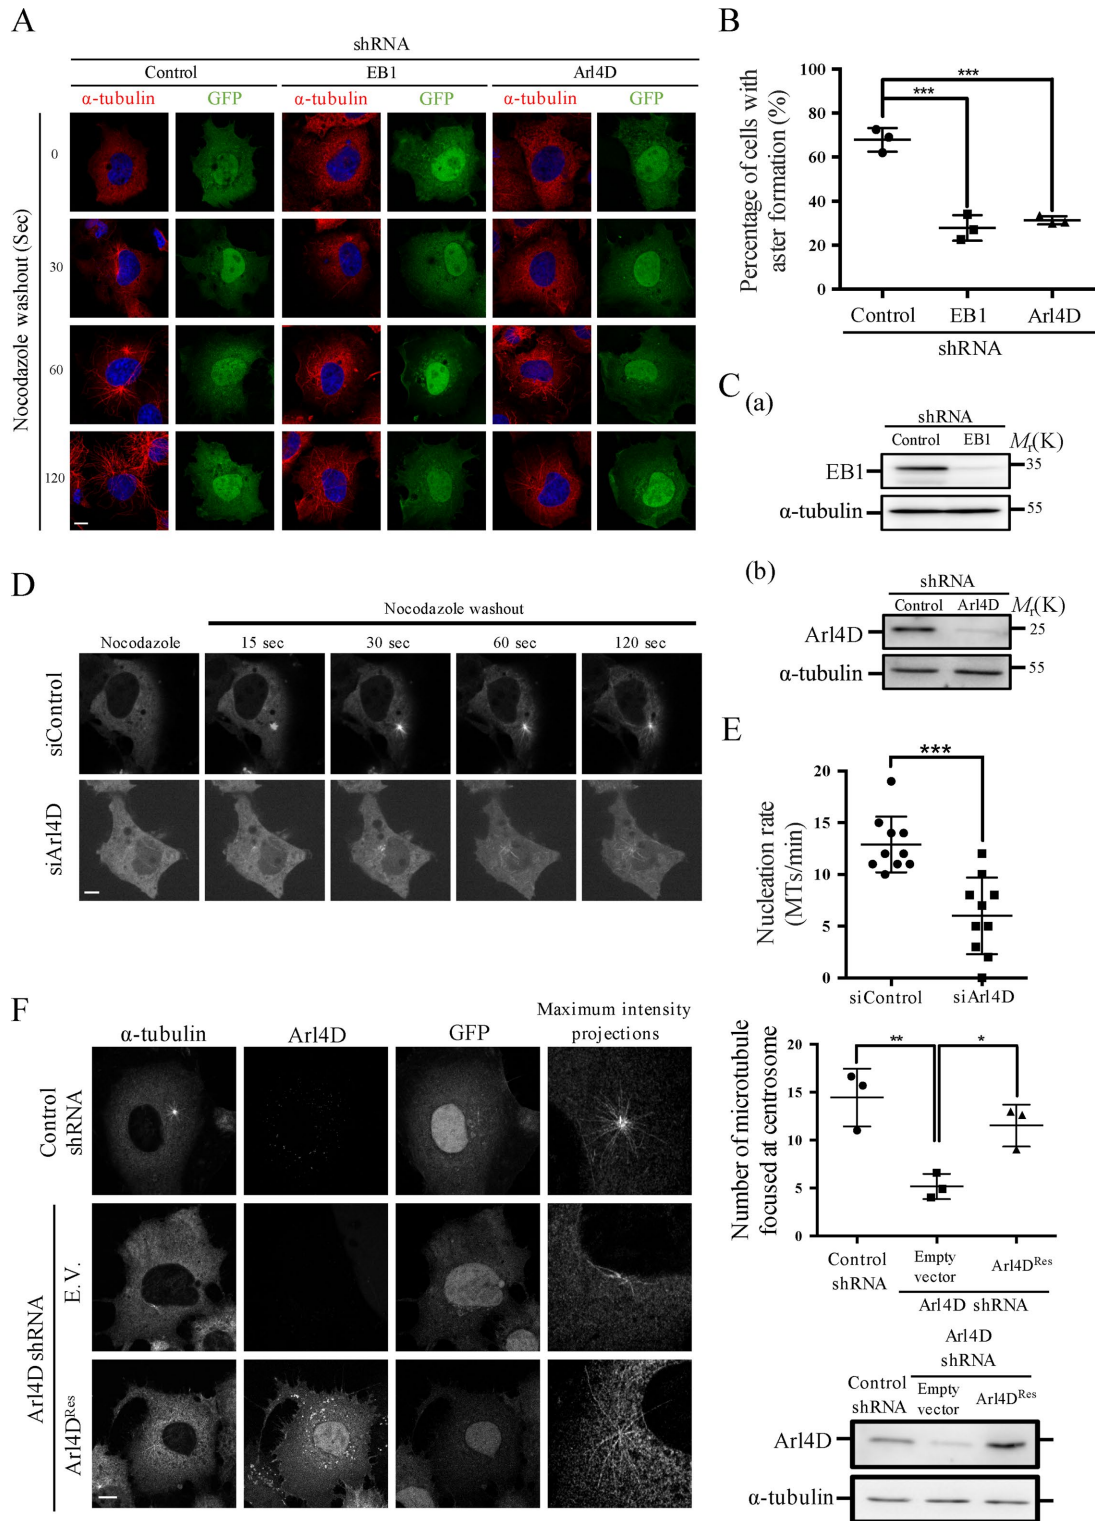 A
shRNA
Control EB1 Arl4D
α-tubulin GFP α-tubulin GFP α-tubulin GFP
Nocodazole washout (Sec)
0
30
60
120
B
Percentage of cells with
aster formation (%)
100
80
60
40
20
0
***
***
Control EB1 Arl4D
shRNA
C
(a)
shRNA
Control EB1 Mr(K)
EB1 35
α-tubulin 55
(b)
shRNA
Control Arl4D Mr(K)
Arl4D 25
α-tubulin 55
D
Nocodazole washout
Nocodazole 15 sec 30 sec 60 sec 120 sec
siControl
siArl4D
E
Nucleation rate
(MTs/min)
20
15
10
5
0
***
siControl siArl4D
F
α-tubulin Arl4D GFP Maximum intensity
projections
Control
shRNA
Arl4D shRNA
E.V.
Arl4DRes
Number of microtubule
focused at centrosome
20
15
10
5
0
** *
Control
shRNA
Empty
vector
Arl4DRes
Arl4D shRNA
Arl4D
shRNA
Control
shRNA
Empty
vector
Arl4DRes
Arl4D
α-tubulin